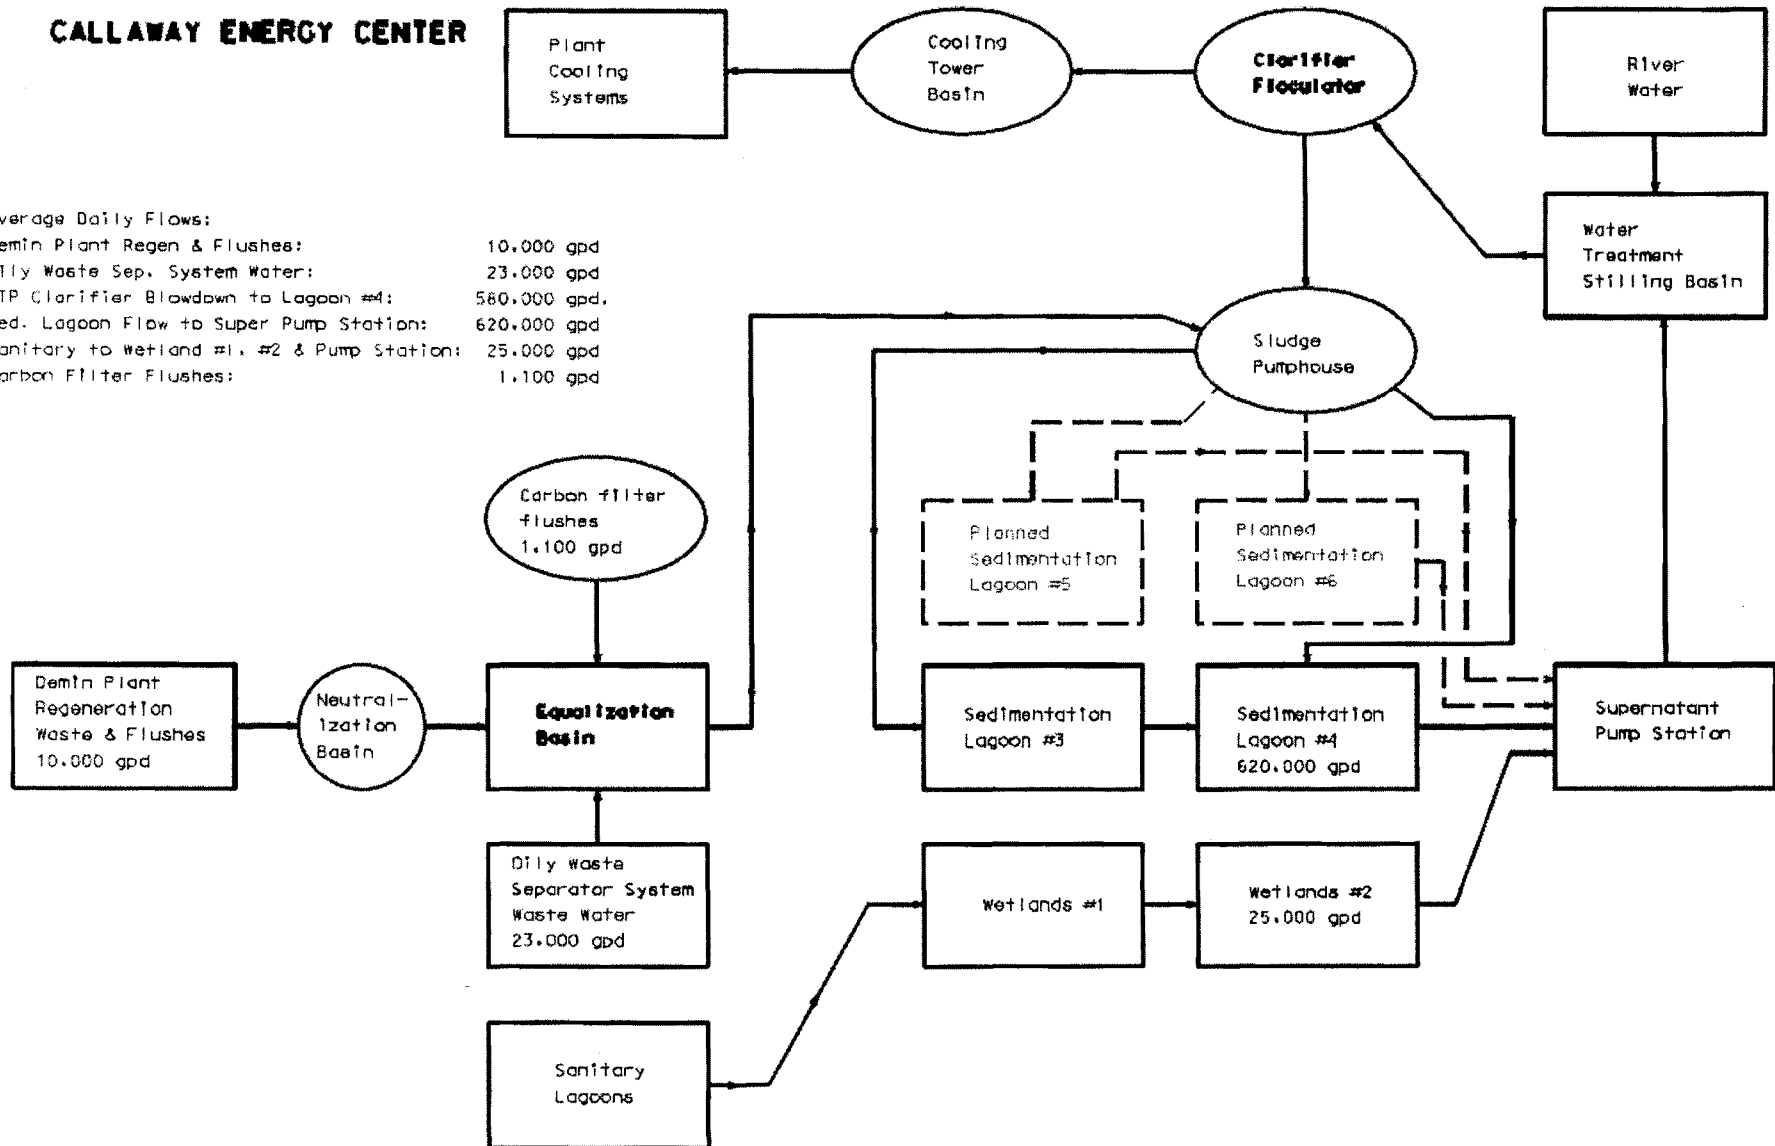 CALLAWAY ENERGY CENTER
Plant
Cooling
Systems
Cooling
Tower
Basin
Clarifier
Floculator
River
Water
verage Daily Flows:
emin Plant Regen & Flushes: 10.000 gpd
ily Waste Sep. System Water: 23.000 gpd
TP Clarifier Blowdown to Lagoon #4: 580.000 gpd.
ed. Lagoon Flow to Super Pump Station: 620.000 gpd
anitary to Wetland #1. #2 & Pump Station: 25.000 gpd
arbon Filter Flushes: 1.100 gpd
Water
Treatment
Stilling Basin
Sludge
Pumphouse
Carbon filter
flushes
1.100 gpd
Planned
Sedimentation
Lagoon #5
Planned
Sedimentation
Lagoon #6
Demin Plant
Regeneration
Waste & Flushes
10.000 gpd
Neutral-
ization
Basin
Equalization
Basin
Sedimentation
Lagoon #3
Sedimentation
Lagoon #4
620.000 gpd
Supernatant
Pump Station
Oily Waste
Separator System
Waste Water
23.000 gpd
Wetlands #1
Wetlands #2
25.000 gpd
Sanitary
Lagoons